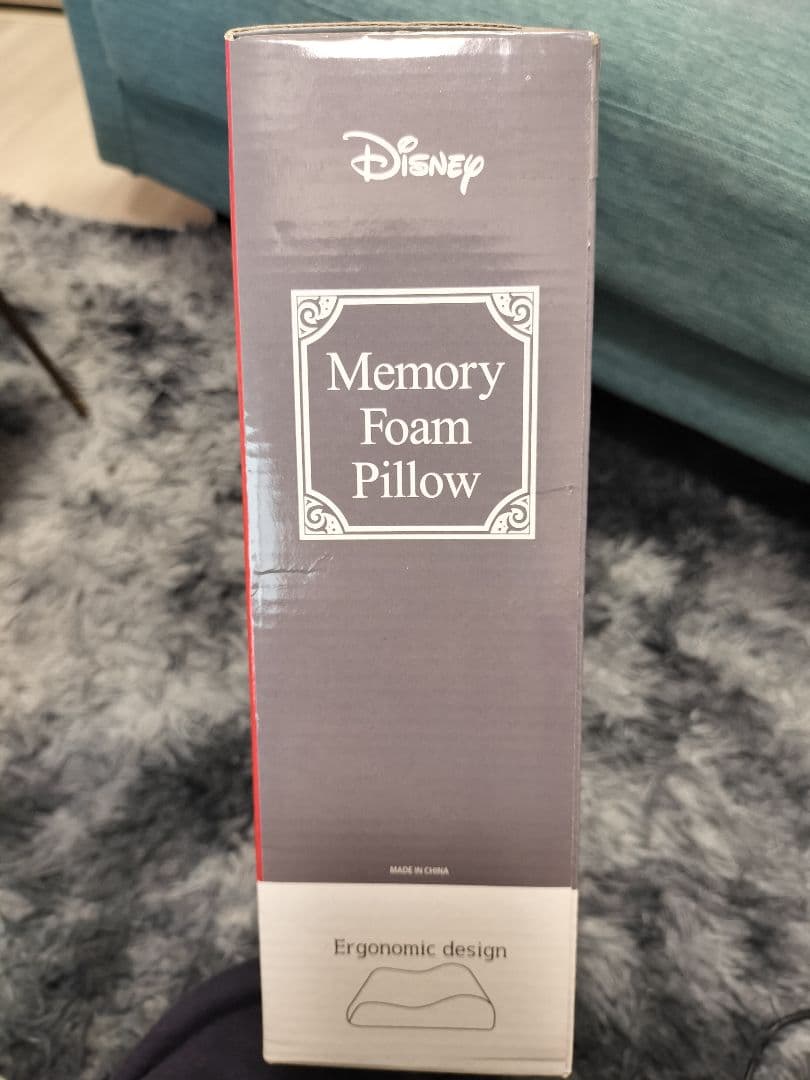 Disney
Memory
Foam
Pillow
MADE IN CHINA
Ergonomic design